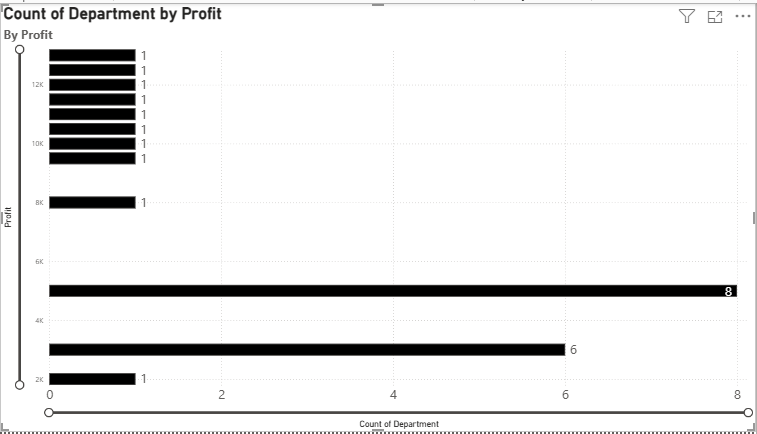 Count of Department by Profit
By Profit
1
1
12K
1
1
1
1
10K
1
1
8K
1
Profit
6K
8
4K
6
2K
1
0
2
4
6
8
Count of Department